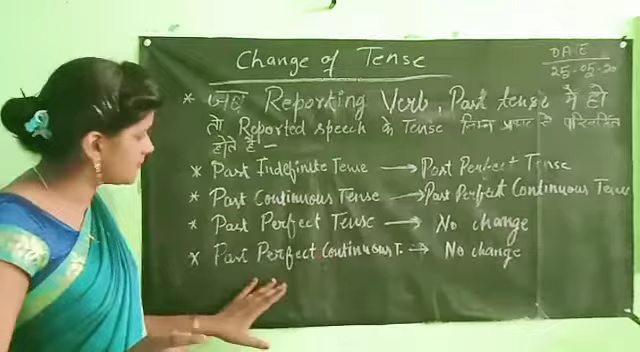 Change of Tense
DATE
25-05-20
* जब Reporting Verb, Past tense में हो
तो Reported speech के Tense निम्न प्रकार से परिवर्तित
होते हैं -
* Past Indefinite Tense → Past Perfect Tense
* Past Continuous Tense → Past Perfect Continuous Tense
* Past Perfect Tense → No change
* Past Perfect Continuous T. → No change